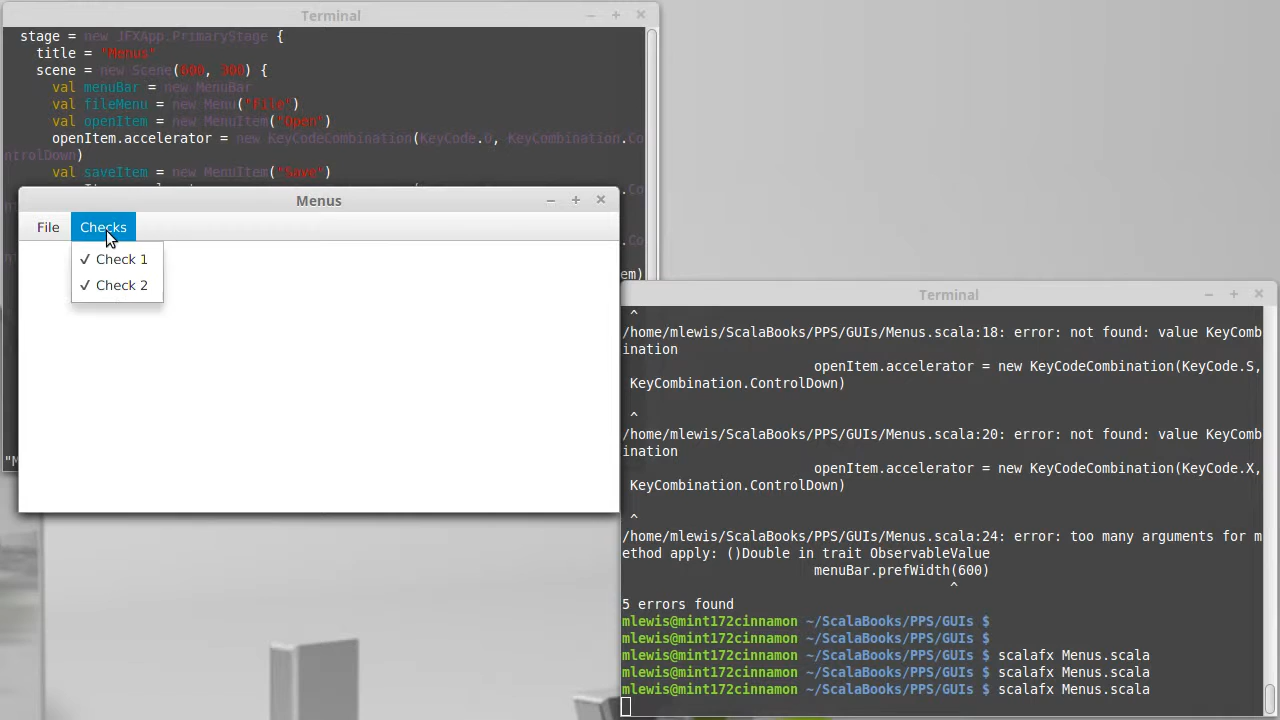 Terminal
stage = new JFXApp.PrimaryStage {
title = "Menus"
scene = new Scene(600, 300) {
val menuBar = new MenuBar
val fileMenu = new Menu("File")
val openItem = new MenuItem("Open")
openItem.accelerator = new KeyCodeCombination(KeyCode.O, KeyCombination.Co
ntrolDown)
val saveItem = new MenuItem("Save")
Menus
File Checks
✓ Check 1
✓ Check 2
.Co
.Co
em)
"M
Terminal
^
/home/mlewis/ScalaBooks/PPS/GUIs/Menus.scala:18: error: not found: value KeyComb
ination
openItem.accelerator = new KeyCodeCombination(KeyCode.S,
KeyCombination.ControlDown)
^
/home/mlewis/ScalaBooks/PPS/GUIs/Menus.scala:20: error: not found: value KeyComb
ination
openItem.accelerator = new KeyCodeCombination(KeyCode.X,
KeyCombination.ControlDown)
^
/home/mlewis/ScalaBooks/PPS/GUIs/Menus.scala:24: error: too many arguments for m
ethod apply: ()Double in trait ObservableValue
menuBar.prefWidth(600)
^
5 errors found
mlewis@mint172cinnamon ~/ScalaBooks/PPS/GUIs $
mlewis@mint172cinnamon ~/ScalaBooks/PPS/GUIs $
mlewis@mint172cinnamon ~/ScalaBooks/PPS/GUIs $ scalafx Menus.scala
mlewis@mint172cinnamon ~/ScalaBooks/PPS/GUIs $ scalafx Menus.scala
mlewis@mint172cinnamon ~/ScalaBooks/PPS/GUIs $ scalafx Menus.scala